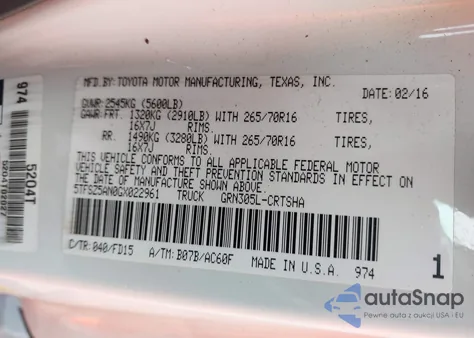 MFD. BY: TOYOTA MOTOR MANUFACTURING, TEXAS, INC.
DATE: 02/16
GVWR: 2545KG (5600LB)
GAWR: FRT. 1320KG (2910LB) WITH 265/70R16 TIRES,
16X7J RIMS,
RR. 1490KG (3280LB) WITH 265/70R16 TIRES,
16X7J RIMS.
THIS VEHICLE CONFORMS TO ALL APPLICABLE FEDERAL MOTOR
VEHICLE SAFETY AND THEFT PREVENTION STANDARDS IN EFFECT ON
THE DATE OF MANUFACTURE SHOWN ABOVE.
5TFSZ5AN0GX022961 TRUCK GRN305L-CRTSHA
C/TR: 040/FD15 A/TM: B07B/AC60F MADE IN U.S.A. 974
1
974
5204T
autoSnap
Pewne auta z aukcji USA i EU